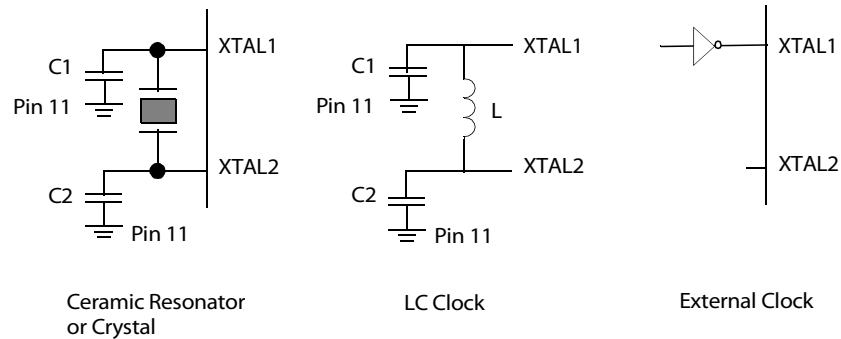 XTAL1
C1
Pin 11
XTAL2
C2
Pin 11
Ceramic Resonator
or Crystal
XTAL1
C1
Pin 11
L
XTAL2
C2
Pin 11
LC Clock
XTAL1
XTAL2
External Clock